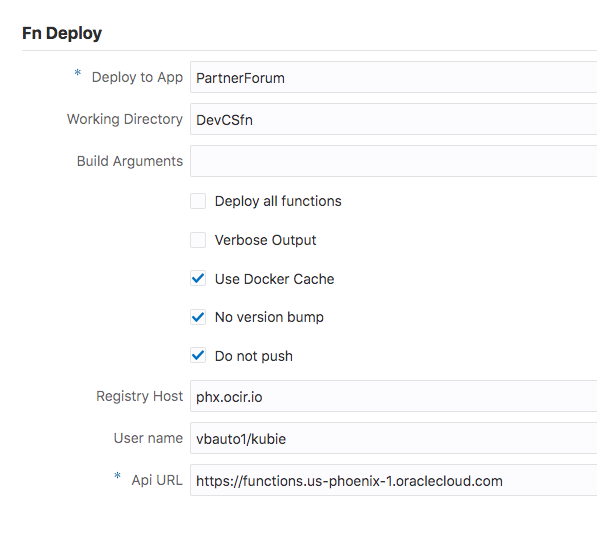 Fn Deploy
* Deploy to App PartnerForum
Working Directory DevCSfn
Build Arguments
Deploy all functions
Verbose Output
Use Docker Cache
No version bump
Do not push
Registry Host phx.ocir.io
User name vbauto1/kubie
* Api URL https://functions.us-phoenix-1.oraclecloud.com